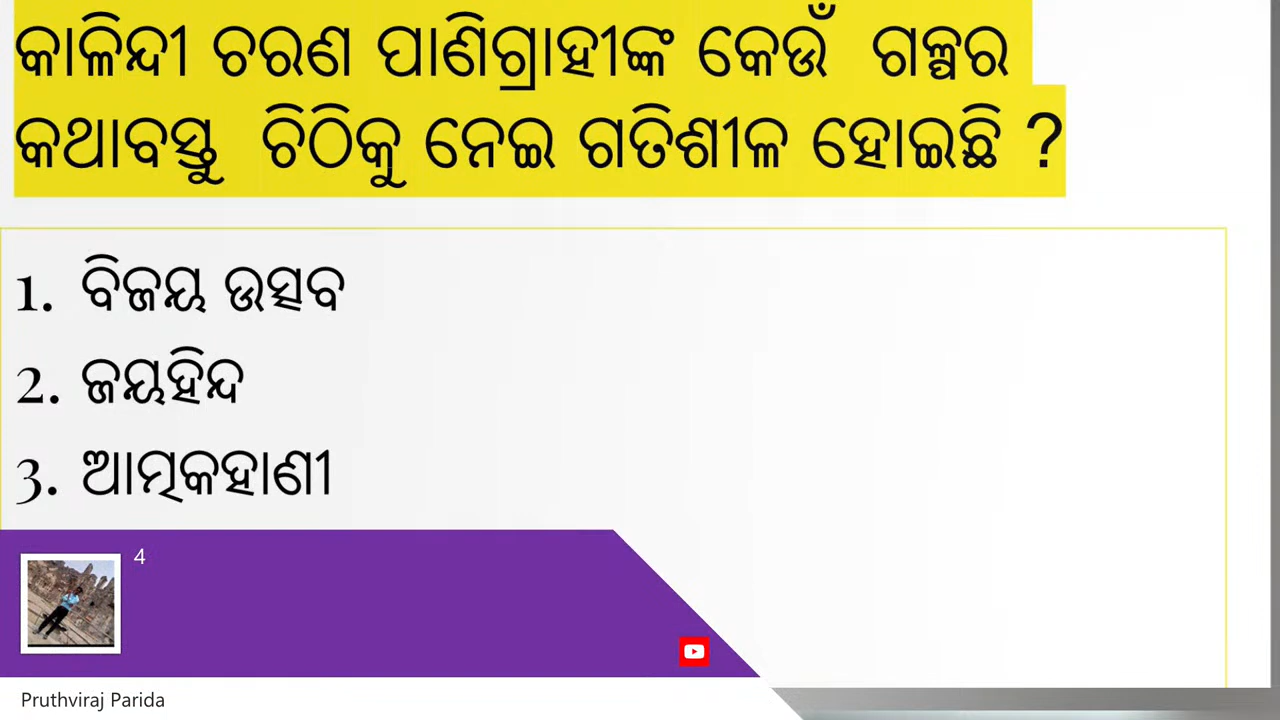 କାଳିନ୍ଦୀ ଚରଣ ପାଣିଗ୍ରାହୀଙ୍କ କେଉଁ ଗଳ୍ପର
କଥାବସ୍ତୁ ଚିଠିକୁ ନେଇ ଗତିଶୀଳ ହୋଇଛି ?
1. ବିଜୟ ଉତ୍ସବ
2. ଜୟହିନ୍ଦ
3. ଆତ୍ମକହାଣୀ
4
Pruthviraj Parida